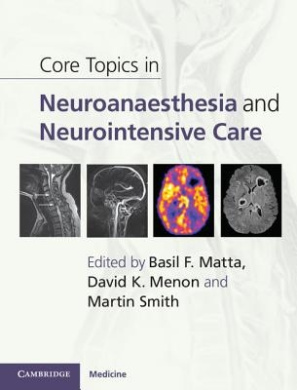 Core Topics in
Neuroanaesthesia and
Neurointensive Care
Edited by Basil F. Matta,
David K. Menon and
Martin Smith
CAMBRIDGE Medicine